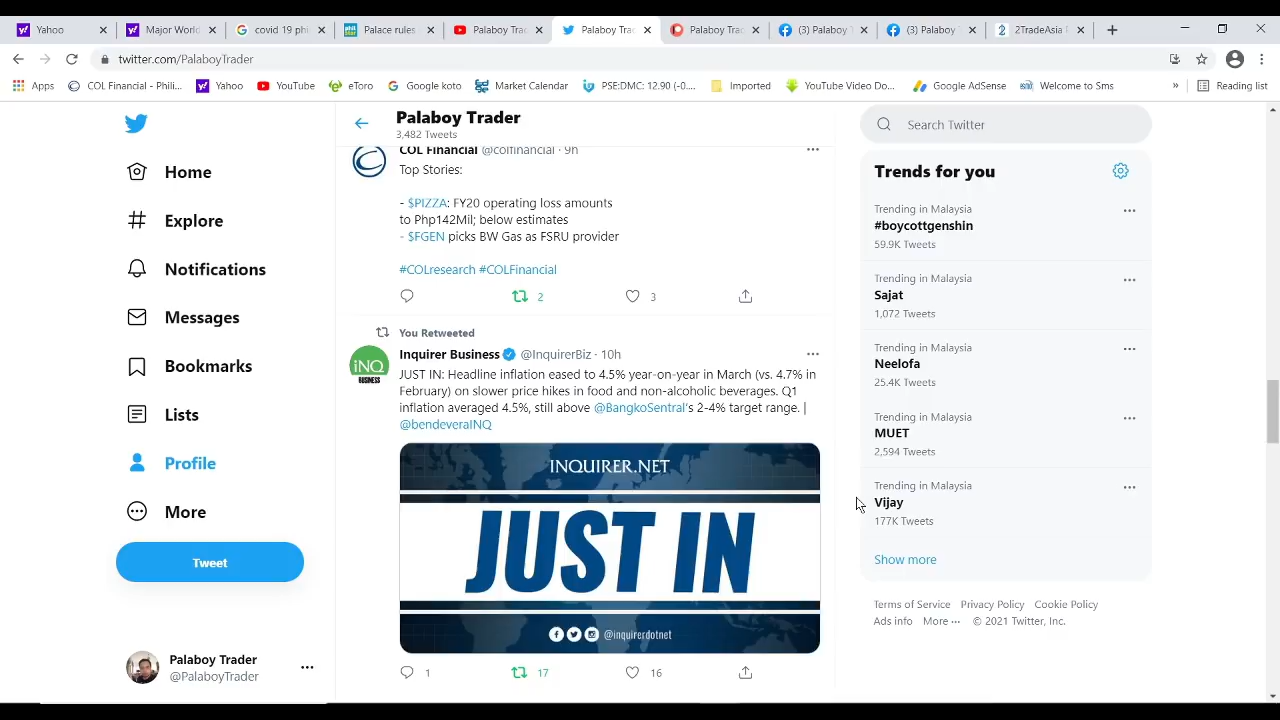 Yahoo
Major World
covid 19 phi
Palace rules
Palaboy Trad
Palaboy Trad
Palaboy Trad
(3) Palaboy T
(3) Palaboy
2TradeAsia P
twitter.com/PalaboyTrader
Apps
COL Financial - Phili...
Yahoo
YouTube
eToro
Google koto
Market Calendar
PSE:DMC: 12.90 (-0....
Imported
YouTube Video Do...
Google AdSense
Welcome to Sms
»
Reading list
Home
Explore
Notifications
Messages
Bookmarks
Lists
Profile
More
Tweet
Palaboy Trader
@PalaboyTrader
Palaboy Trader
3,482 Tweets
COL Financial @colfinancial · 9h
Top Stories:
- $PIZZA: FY20 operating loss amounts
to Php142Mil; below estimates
- $FGEN picks BW Gas as FSRU provider
#COLresearch #COLFinancial
2
3
You Retweeted
Inquirer Business @InquirerBiz · 10h
JUST IN: Headline inflation eased to 4.5% year-on-year in March (vs. 4.7% in
February) on slower price hikes in food and non-alcoholic beverages. Q1
inflation averaged 4.5%, still above @BangkoSentral's 2-4% target range. |
@bendeveraINQ
INQ
BUSINESS
INQUIRER.NET
JUST IN
@inquirerdotnet
1
17
16
Search Twitter
Trends for you
Trending in Malaysia
#boycottgenshin
59.9K Tweets
Trending in Malaysia
Sajat
1,072 Tweets
Trending in Malaysia
Neelofa
25.4K Tweets
Trending in Malaysia
MUET
2,594 Tweets
Trending in Malaysia
Vijay
177K Tweets
Show more
Terms of Service Privacy Policy Cookie Policy
Ads info More ··· © 2021 Twitter, Inc.